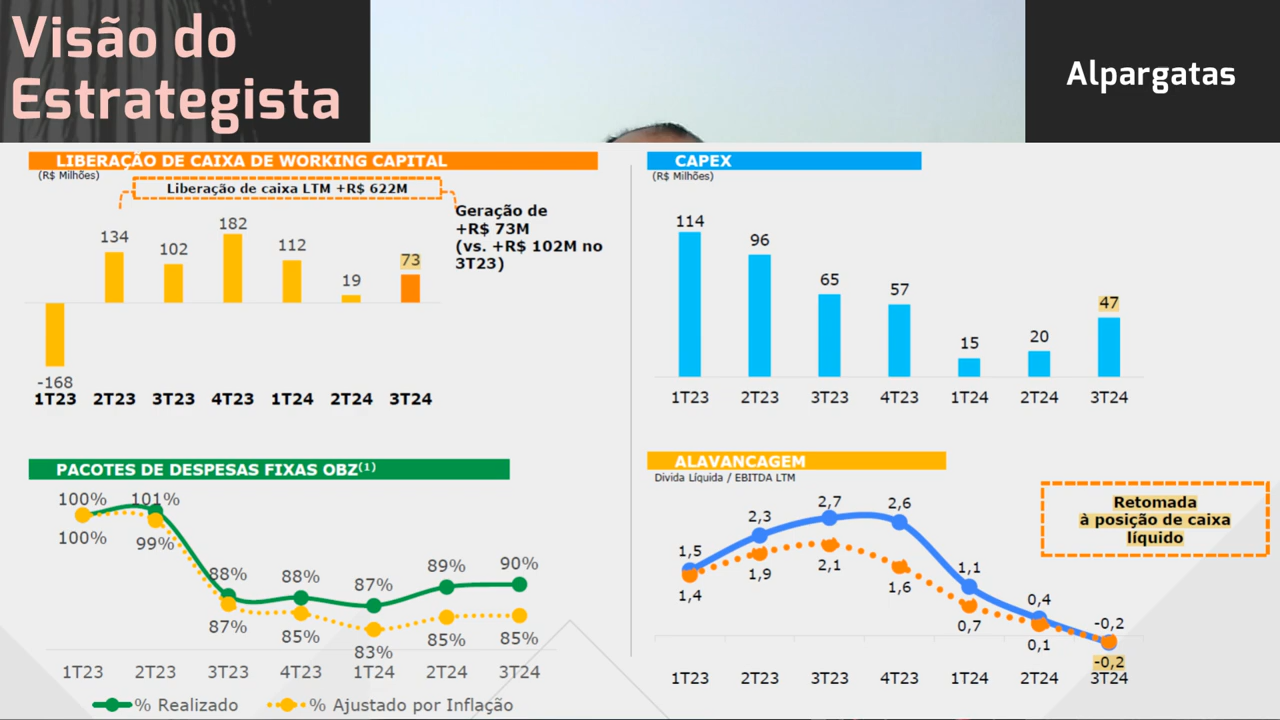 Visão do
Estrategista
Alpargatas
LIBERAÇÃO DE CAIXA DE WORKING CAPITAL
(R$ Milhões)
Liberação de caixa LTM +R$ 622M
Geração de
+R$ 73M
(vs. +R$ 102M no
3T23)
134 102 182 112 19 73
-168
1T23 2T23 3T23 4T23 1T24 2T24 3T24
CAPEX
(R$ Milhões)
114 96 65 57 15 20 47
1T23 2T23 3T23 4T23 1T24 2T24 3T24
PACOTES DE DESPESAS FIXAS OBZ(1)
100% 101% 88% 88% 87% 89% 90%
100% 99% 87% 85% 83% 85% 85%
1T23 2T23 3T23 4T23 1T24 2T24 3T24
% Realizado % Ajustado por Inflação
ALAVANCAGEM
Divida Líquida / EBITDA LTM
Retomada
à posição de caixa
líquido
1,5 2,3 2,7 2,6 1,1 0,4 -0,2
1,4 1,9 2,1 1,6 0,7 0,1 -0,2
1T23 2T23 3T23 4T23 1T24 2T24 3T24